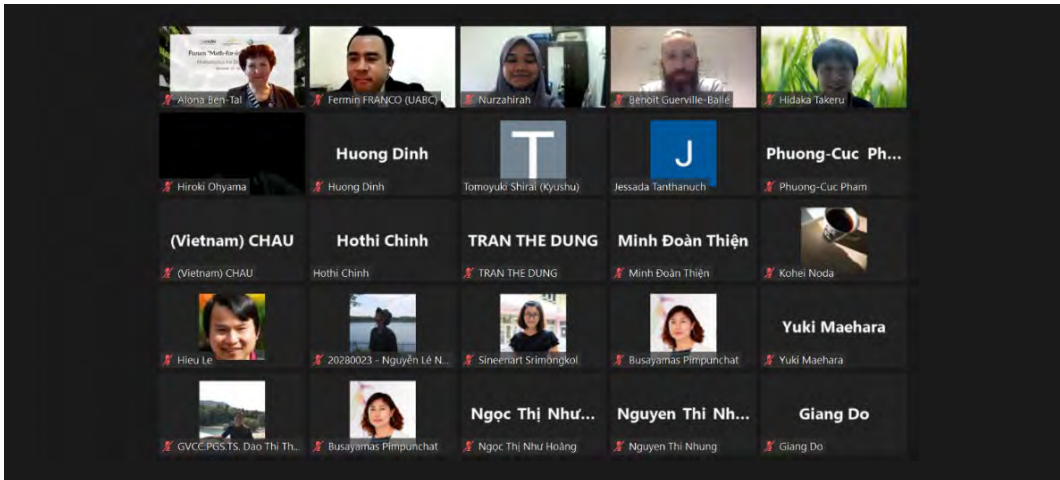 Forum "Math-for-I
Alona Ben-Tal
Fermin FRANCO (UABC)
Nurzahirah
Benoît Guerville-Ballé
Hidaka Takeru
Huong Dinh
T
J
Phuong-Cuc Ph...
Hiroki Ohyama
Huong Dinh
Tomoyuki Shirai (Kyushu)
Jessada Tanthanuch
Phuong-Cuc Pham
(Vietnam) CHAU
Hothi Chinh
TRAN THE DUNG
Minh Đoàn Thiện
(Vietnam) CHAU
Hothi Chinh
TRAN THE DUNG
Minh Đoàn Thiện
Kohei Noda
Yuki Maehara
Hieu Le
20280023 - Nguyễn Lê N...
Sineenart Srimongkol
Busayamas Pimpunchat
Yuki Maehara
Ngọc Thị Như...
Nguyen Thi Nh...
Giang Do
GVCC.PGS.TS. Dao Thi Th...
Busayamas Pimpunchat
Ngọc Thị Như Hoàng
Nguyen Thi Nhung
Giang Do